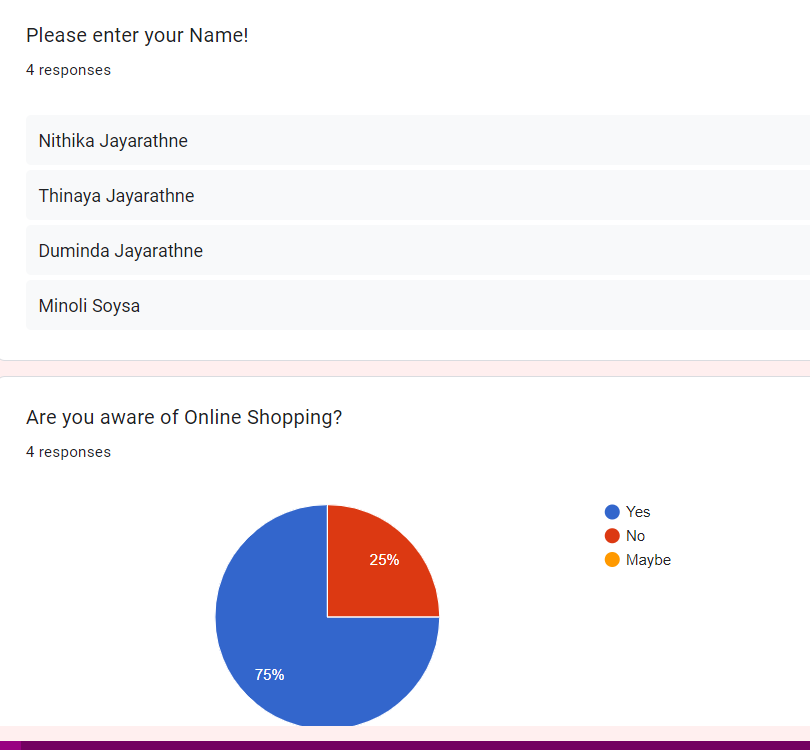 Please enter your Name!
4 responses
Nithika Jayarathne
Thinaya Jayarathne
Duminda Jayarathne
Minoli Soysa
Are you aware of Online Shopping?
4 responses
Yes
No
Maybe
25%
75%